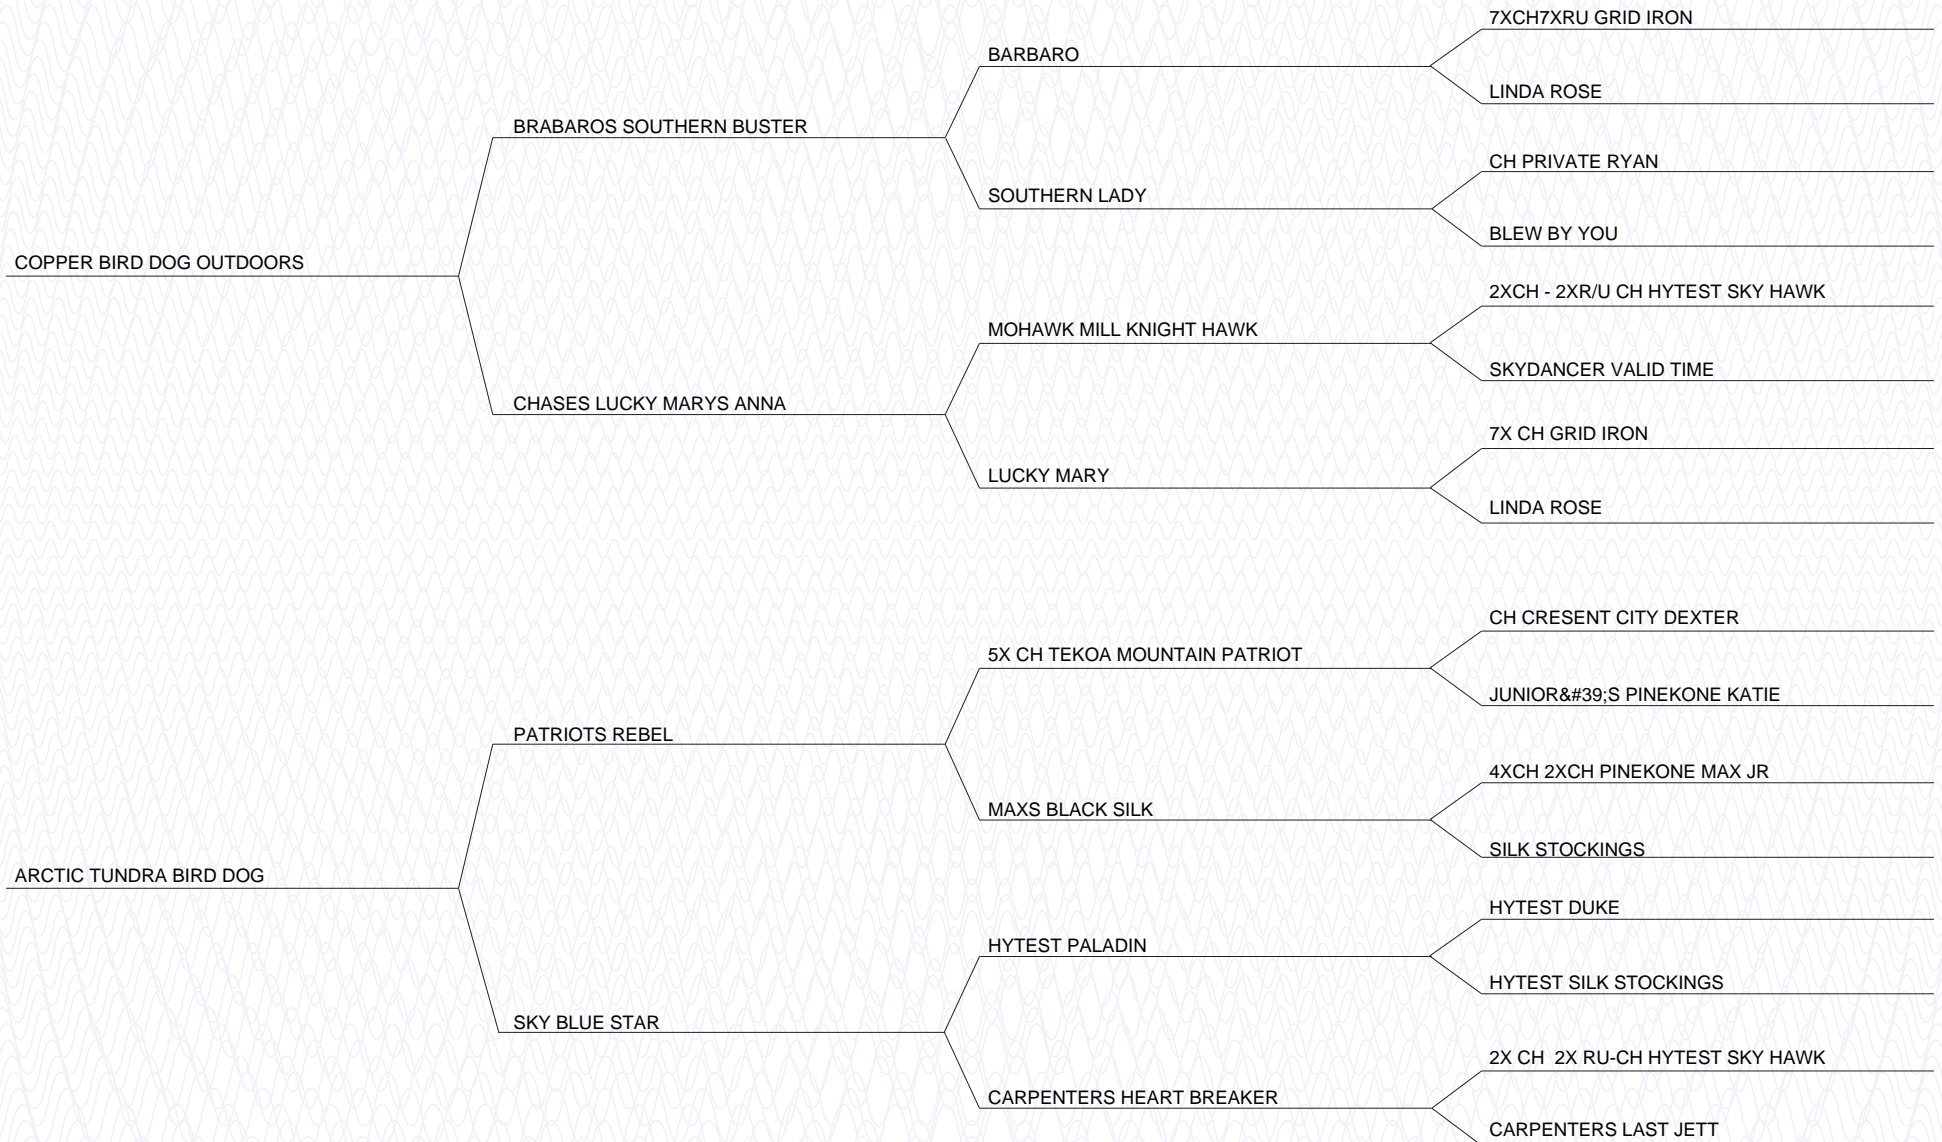 7XCH7XRU GRID IRON
BARBARO
LINDA ROSE
BRABAROS SOUTHERN BUSTER
CH PRIVATE RYAN
SOUTHERN LADY
BLEW BY YOU
COPPER BIRD DOG OUTDOORS
2XCH - 2XR/U CH HYTEST SKY HAWK
MOHAWK MILL KNIGHT HAWK
SKYDANCER VALID TIME
CHASES LUCKY MARYS ANNA
7X CH GRID IRON
LUCKY MARY
LINDA ROSE
CH CRESENT CITY DEXTER
5X CH TEKOA MOUNTAIN PATRIOT
JUNIOR&#39;S PINEKONE KATIE
PATRIOTS REBEL
4XCH 2XCH PINEKONE MAX JR
MAXS BLACK SILK
SILK STOCKINGS
ARCTIC TUNDRA BIRD DOG
HYTEST DUKE
HYTEST PALADIN
HYTEST SILK STOCKINGS
SKY BLUE STAR
2X CH  2X RU-CH HYTEST SKY HAWK
CARPENTERS HEART BREAKER
CARPENTERS LAST JETT